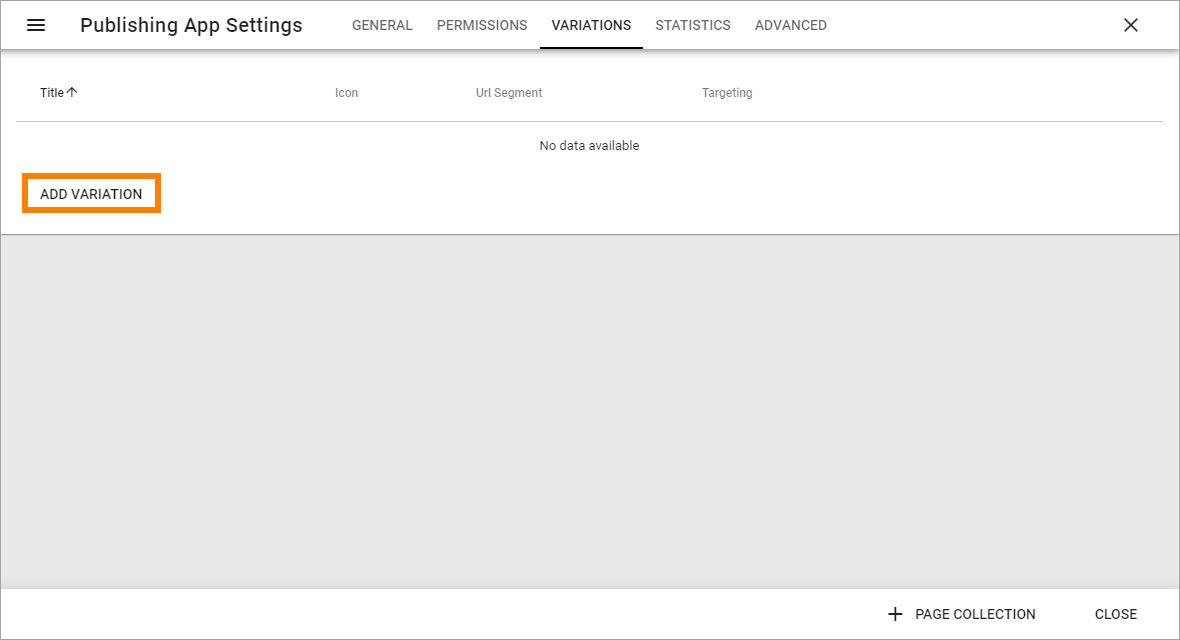 Publishing App Settings GENERAL PERMISSIONS VARIATIONS STATISTICS ADVANCED
Title Icon Url Segment Targeting
No data available
ADD VARIATION
PAGE COLLECTION CLOSE